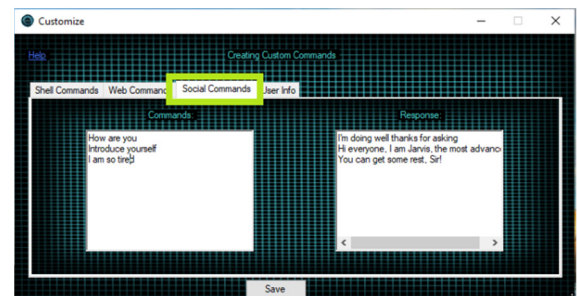 Customize
Help
Creating Custom Commands
Shell Commands Web Command Social Commands User Info
Commands:
How are you
Introduce yourself
I am so tired
Response:
I'm doing well thanks for asking
Hi everyone, I am Jarvis, the most advanc
You can get some rest, Sir!
Save